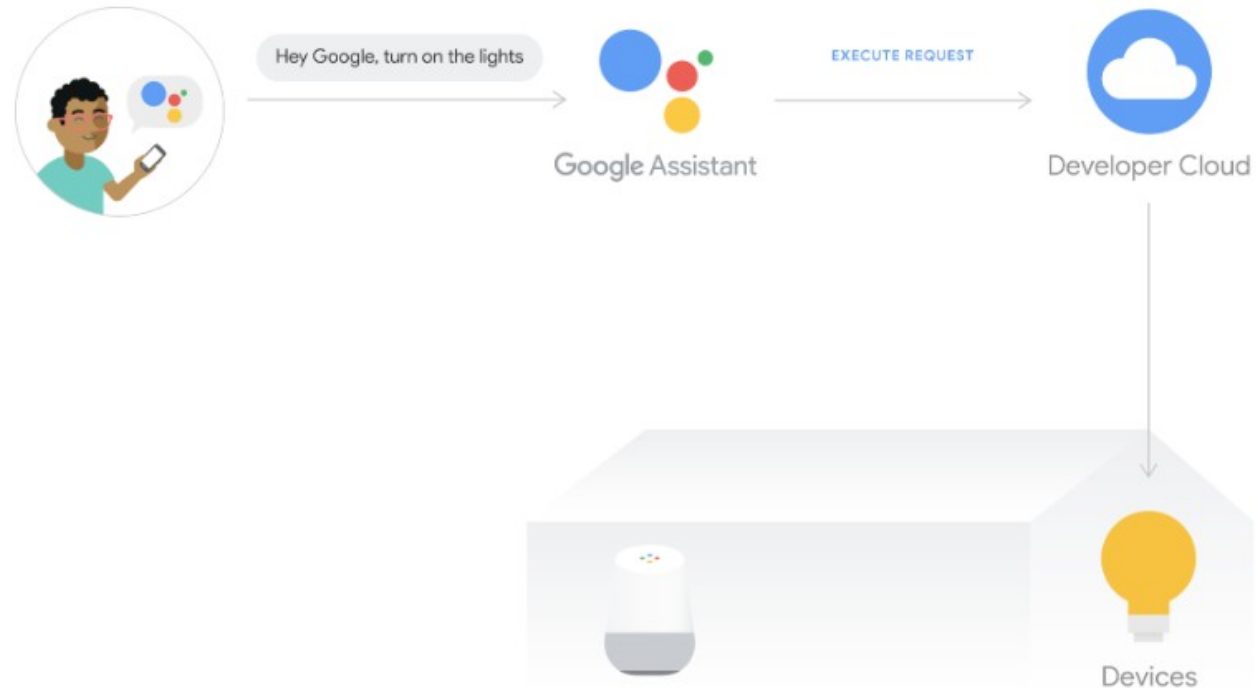 Hey Google, turn on the lights
EXECUTE REQUEST
Google Assistant
Developer Cloud
Devices